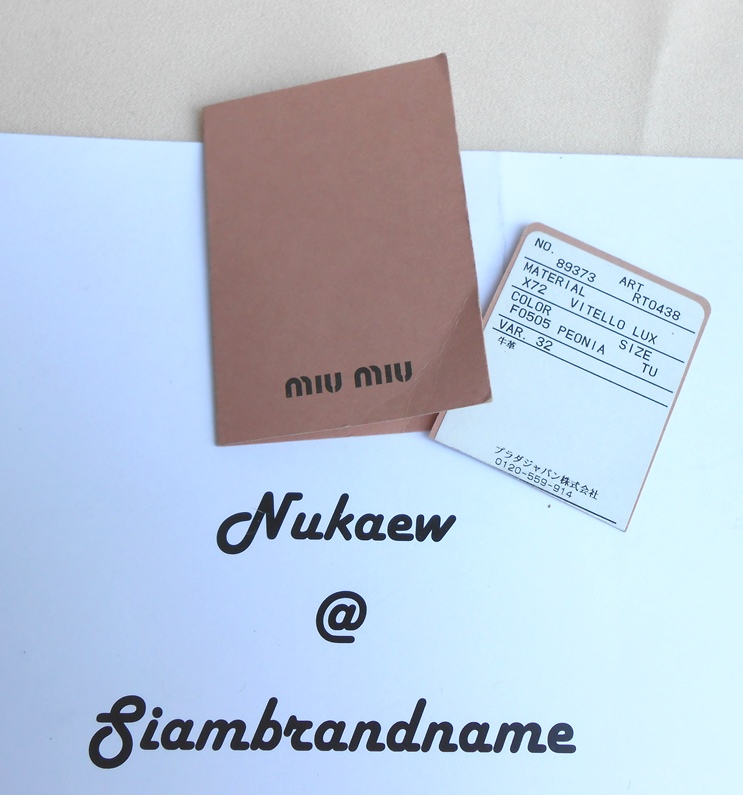 miu miu
NO.
89373 ART
MATERIAL RT0438
X72 VITELLO LUX
COLOR SIZE
F0505 PEONIA TU
VAR. 32
牛革
プラダジャパン株式会社
0120-559-914
Nukaew
@
Siambrandname